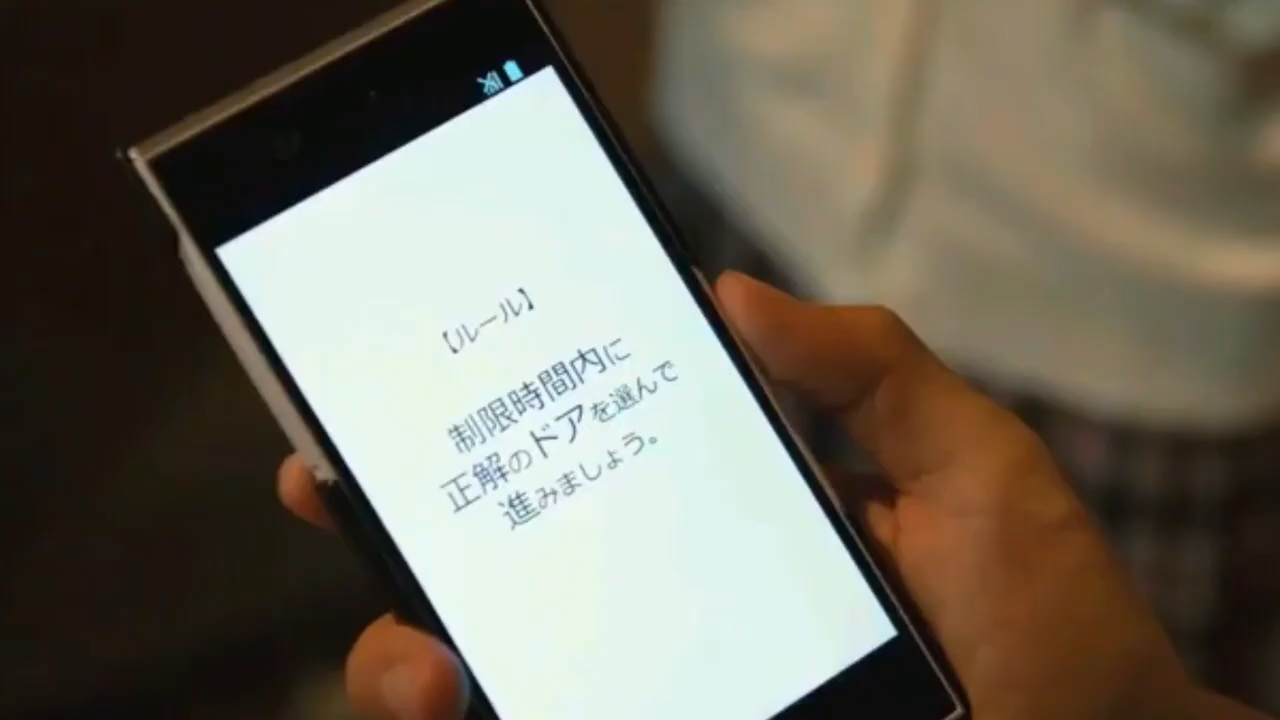 【ルール】
制限時間内に
正解のドアを選んで
進みましょう。